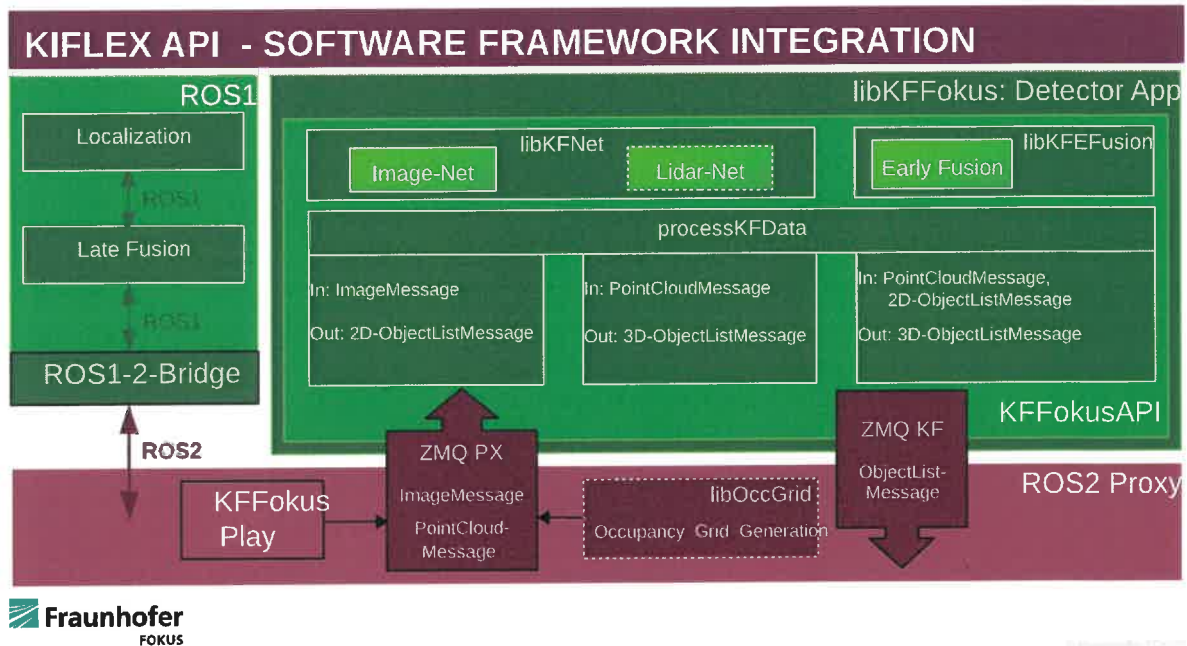 KIFLEX API - SOFTWARE FRAMEWORK INTEGRATION
ROS1
Localization
ROS1
Late Fusion
ROS1
ROS1-2-Bridge
ROS2
libKFFokus: Detector App
libKFNet
Image-Net
Lidar-Net
libKFEFusion
Early Fusion
processKFData
In: ImageMessage
Out: 2D-ObjectListMessage
In: PointCloudMessage
Out: 3D-ObjectListMessage
In: PointCloudMessage,
2D-ObjectListMessage
Out: 3D-ObjectListMessage
KFFokusAPI
ZMQ PX
ImageMessage
PointCloud-
Message
ZMQ KF
ObjectList-
Message
ROS2 Proxy
KFFokus
Play
libOccGrid
Occupancy Grid Generation
Fraunhofer
FOKUS